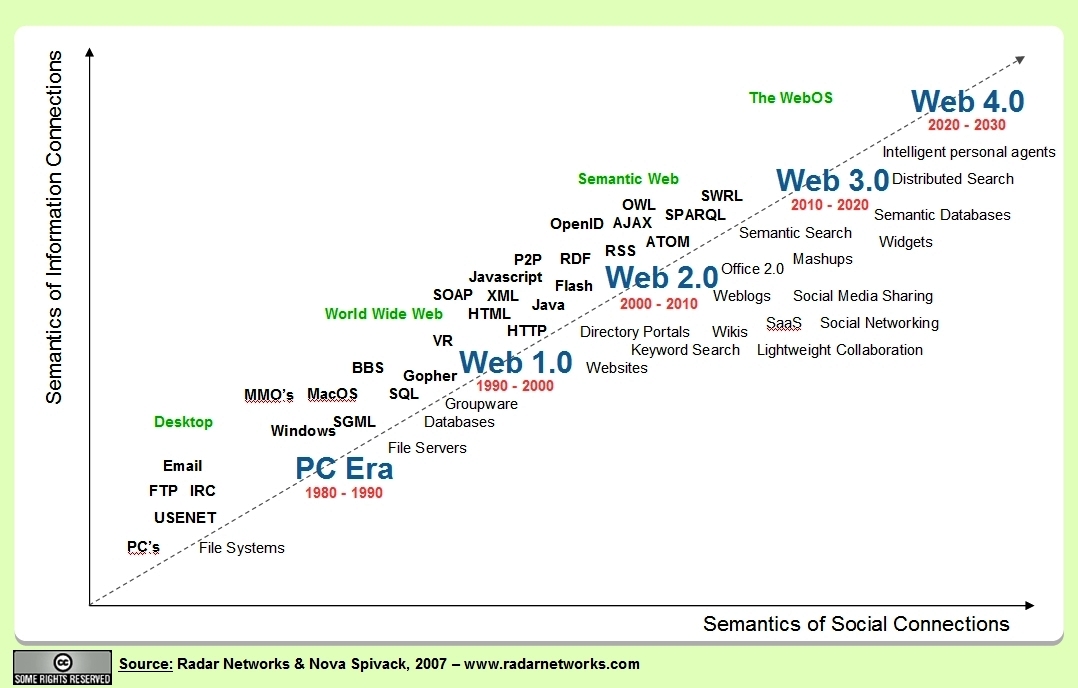 Semantics of Information Connections
The WebOS
Web 4.0
2020 - 2030
Intelligent personal agents
Semantic Web
Web 3.0
Distributed Search
2010 - 2020
SWRL
OWL
SPARQL
Semantic Databases
OpenID
AJAX
Semantic Search
Widgets
ATOM
RSS
P2P
RDF
Mashups
Web 2.0
Office 2.0
Javascript
Flash
2000 - 2010
Weblogs
Social Media Sharing
SOAP
XML
Java
World Wide Web
HTML
HTTP
Directory Portals
Wikis
SaaS
Social Networking
VR
Keyword Search
Lightweight Collaboration
Web 1.0
Websites
1990 - 2000
BBS
Gopher
MMO's
MacOS
SQL
Groupware
Desktop
SGML
Databases
Windows
File Servers
PC Era
1980 - 1990
Email
FTP
IRC
USENET
PC's
File Systems
Semantics of Social Connections
cc
SOME RIGHTS RESERVED
Source: Radar Networks & Nova Spivack, 2007 – www.radarnetworks.com